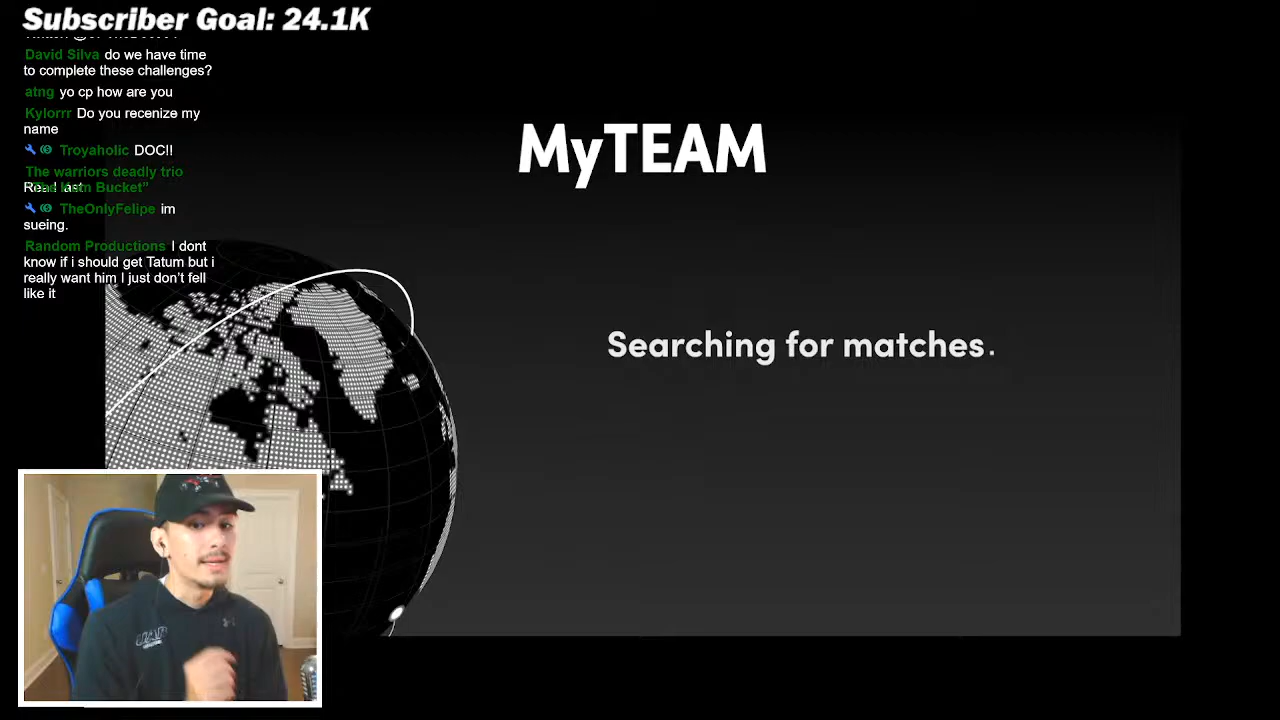 Subscriber Goal: 24.1K
David Silva do we have time
to complete these challenges?
atng yo cp how are you
Kylorrr Do you recenize my
name
Troyaholic DOC!!
The warriors deadly trio
Read last
TheOnlyFelipe im
sueing.
Random Productions I dont
know if i should get Tatum but i
really want him I just don't fell
like it
MyTEAM
Searching for matches.